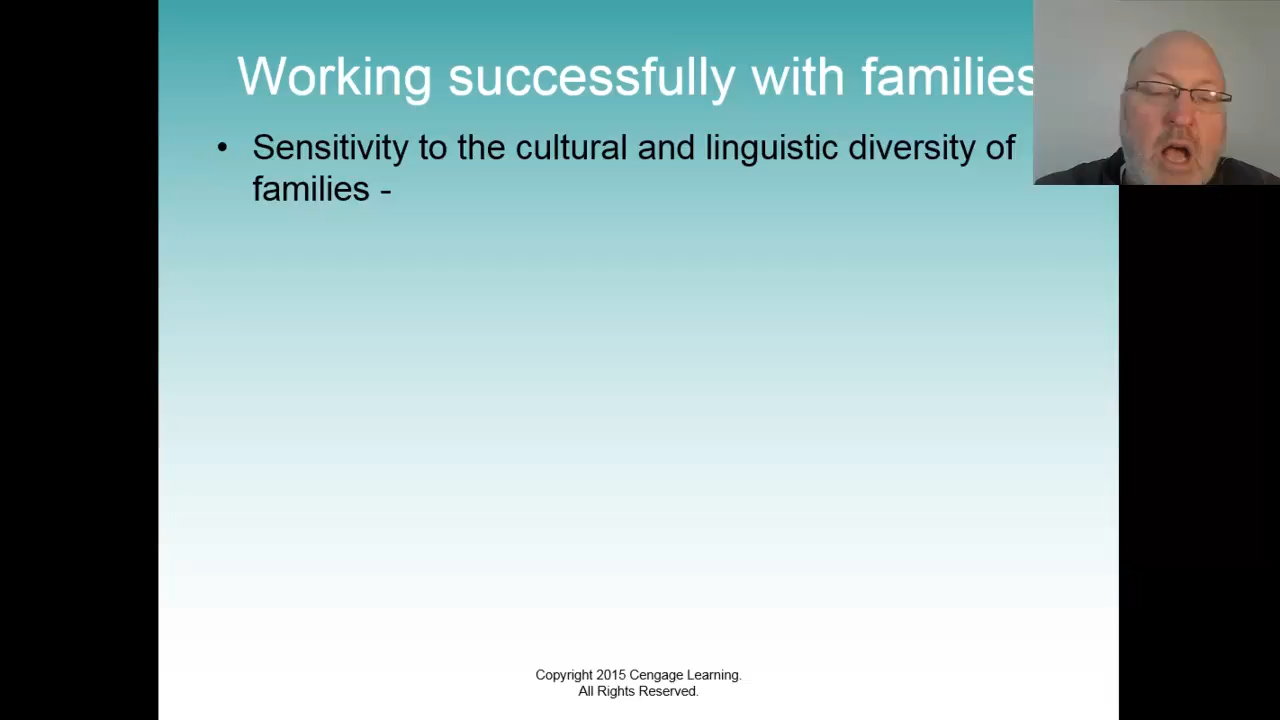 Working successfully with families
• Sensitivity to the cultural and linguistic diversity of
families -
Copyright 2015 Cengage Learning.
All Rights Reserved.